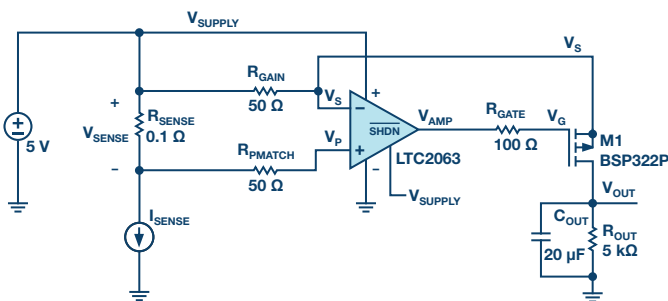 VSUPPLY
VS
RGAIN
50 Ω
+
VS
+
−
RSENSE
0.1 Ω
VSENSE
5 V
SHDN
VAMP
RGATE
100 Ω
VG
M1
BSP322P
VP
+
−
LTC2063
RPMATCH
50 Ω
−
VSUPPLY
VOUT
ISENSE
COUT
20 µF
ROUT
5 kΩ